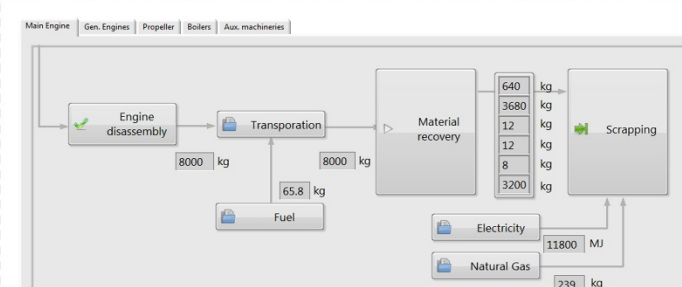 Main Engine Gen. Engines Propeller Boilers Aux. machineries
Engine
disassembly
8000 kg
Transporation
65.8 kg
Fuel
8000 kg
Material
recovery
640 kg
3680 kg
12 kg
12 kg
8 kg
3200 kg
Scrapping
Electricity
11800 MJ
Natural Gas
239 kg